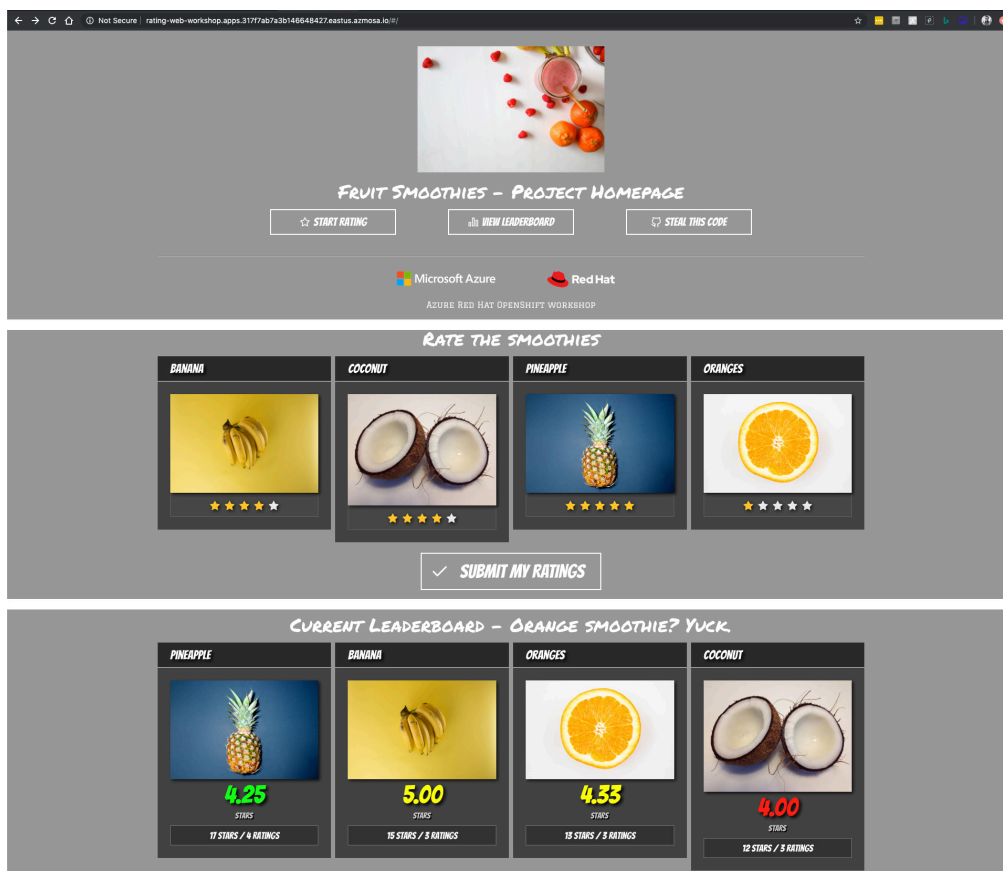 Not Secure | rating-web-workshop.apps.317f7ab7a3b146648427.eastus.azmosa.io/#/
Fruit Smoothies – Project Homepage
START RATING
VIEW LEADERBOARD
STEAL THIS CODE
Microsoft Azure
Red Hat
Azure Red Hat OpenShift workshop
Rate the smoothies
BANANA
COCONUT
PINEAPPLE
ORANGES
SUBMIT MY RATINGS
Current Leaderboard – Orange smoothie? Yuck.
PINEAPPLE
BANANA
ORANGES
COCONUT
4.25
STARS
17 STARS / 4 RATINGS
5.00
STARS
15 STARS / 3 RATINGS
4.33
STARS
13 STARS / 3 RATINGS
4.00
STARS
12 STARS / 3 RATINGS